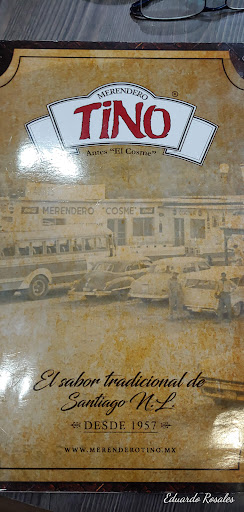 MERENDERO
TINO
®
Antes "El Cosme"
MERENDERO "COSME"
El sabor tradicional de
Santiago N.L.
DESDE 1957
WWW.MERENDEROTINO.MX
Eduardo Rosales